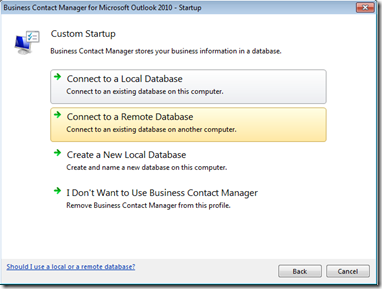 Business Contact Manager for Microsoft Outlook 2010 - Startup
Custom Startup
Business Contact Manager stores your business information in a database.
Connect to a Local Database
Connect to an existing database on this computer.
Connect to a Remote Database
Connect to an existing database on another computer.
Create a New Local Database
Create and name a new database on this computer.
I Don't Want to Use Business Contact Manager
Remove Business Contact Manager from this profile.
Should I use a local or a remote database?
Back
Cancel